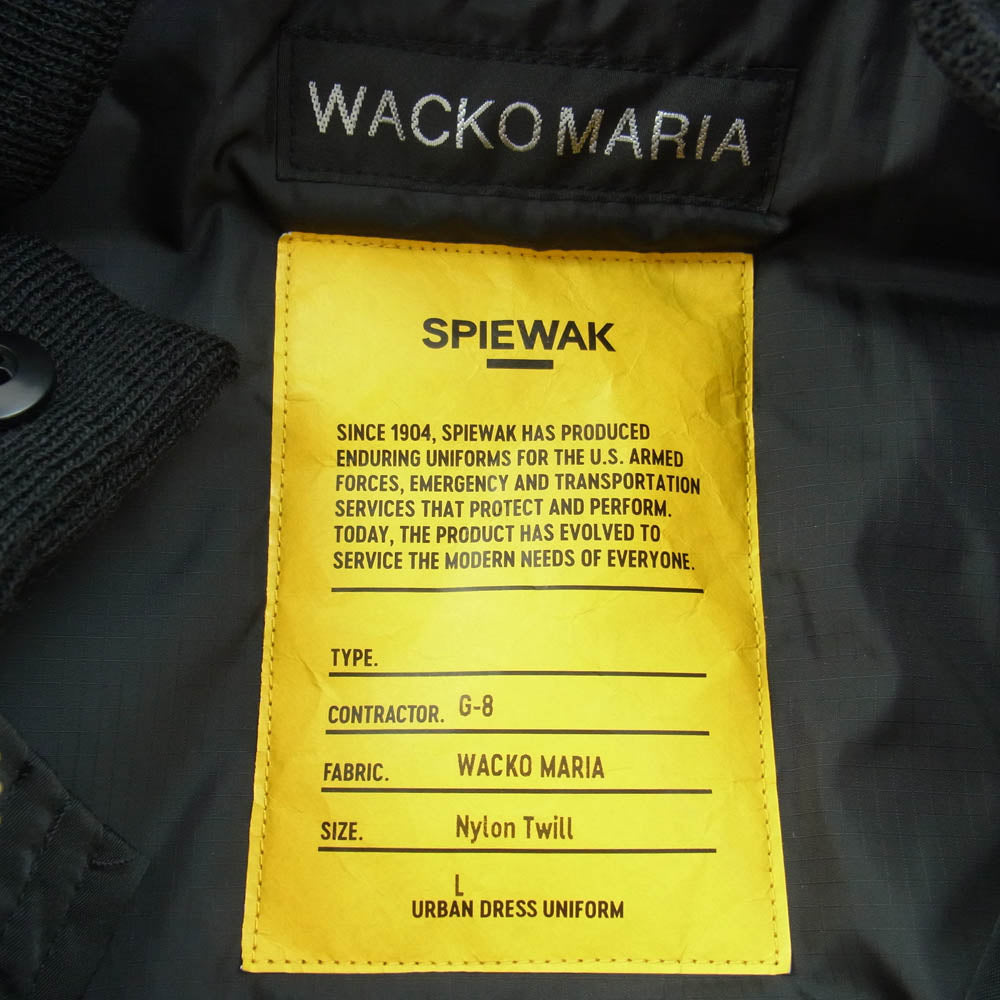 WACKO MARIA
SPIEWAK
SINCE 1904, SPIEWAK HAS PRODUCED
ENDURING UNIFORMS FOR THE U.S. ARMED
FORCES, EMERGENCY AND TRANSPORTATION
SERVICES THAT PROTECT AND PERFORM.
TODAY, THE PRODUCT HAS EVOLVED TO
SERVICE THE MODERN NEEDS OF EVERYONE.
TYPE.
CONTRACTOR. G-8
FABRIC. WACKO MARIA
SIZE. Nylon Twill
L
URBAN DRESS UNIFORM